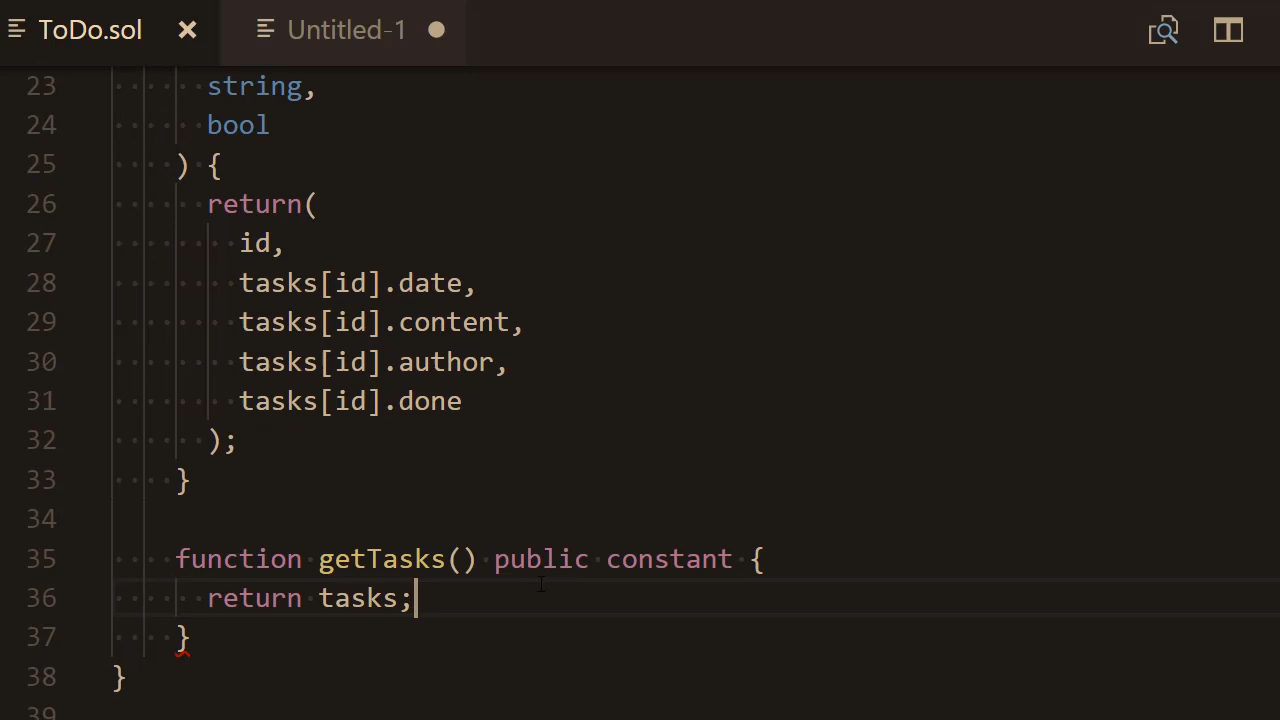 ToDo.sol
Untitled-1
23 string,
24 bool
25 ) {
26 return(
27 id,
28 tasks[id].date,
29 tasks[id].content,
30 tasks[id].author,
31 tasks[id].done
32 );
33 }
34
35 function getTasks() public constant {
36 return tasks;
37 }
38 }
39